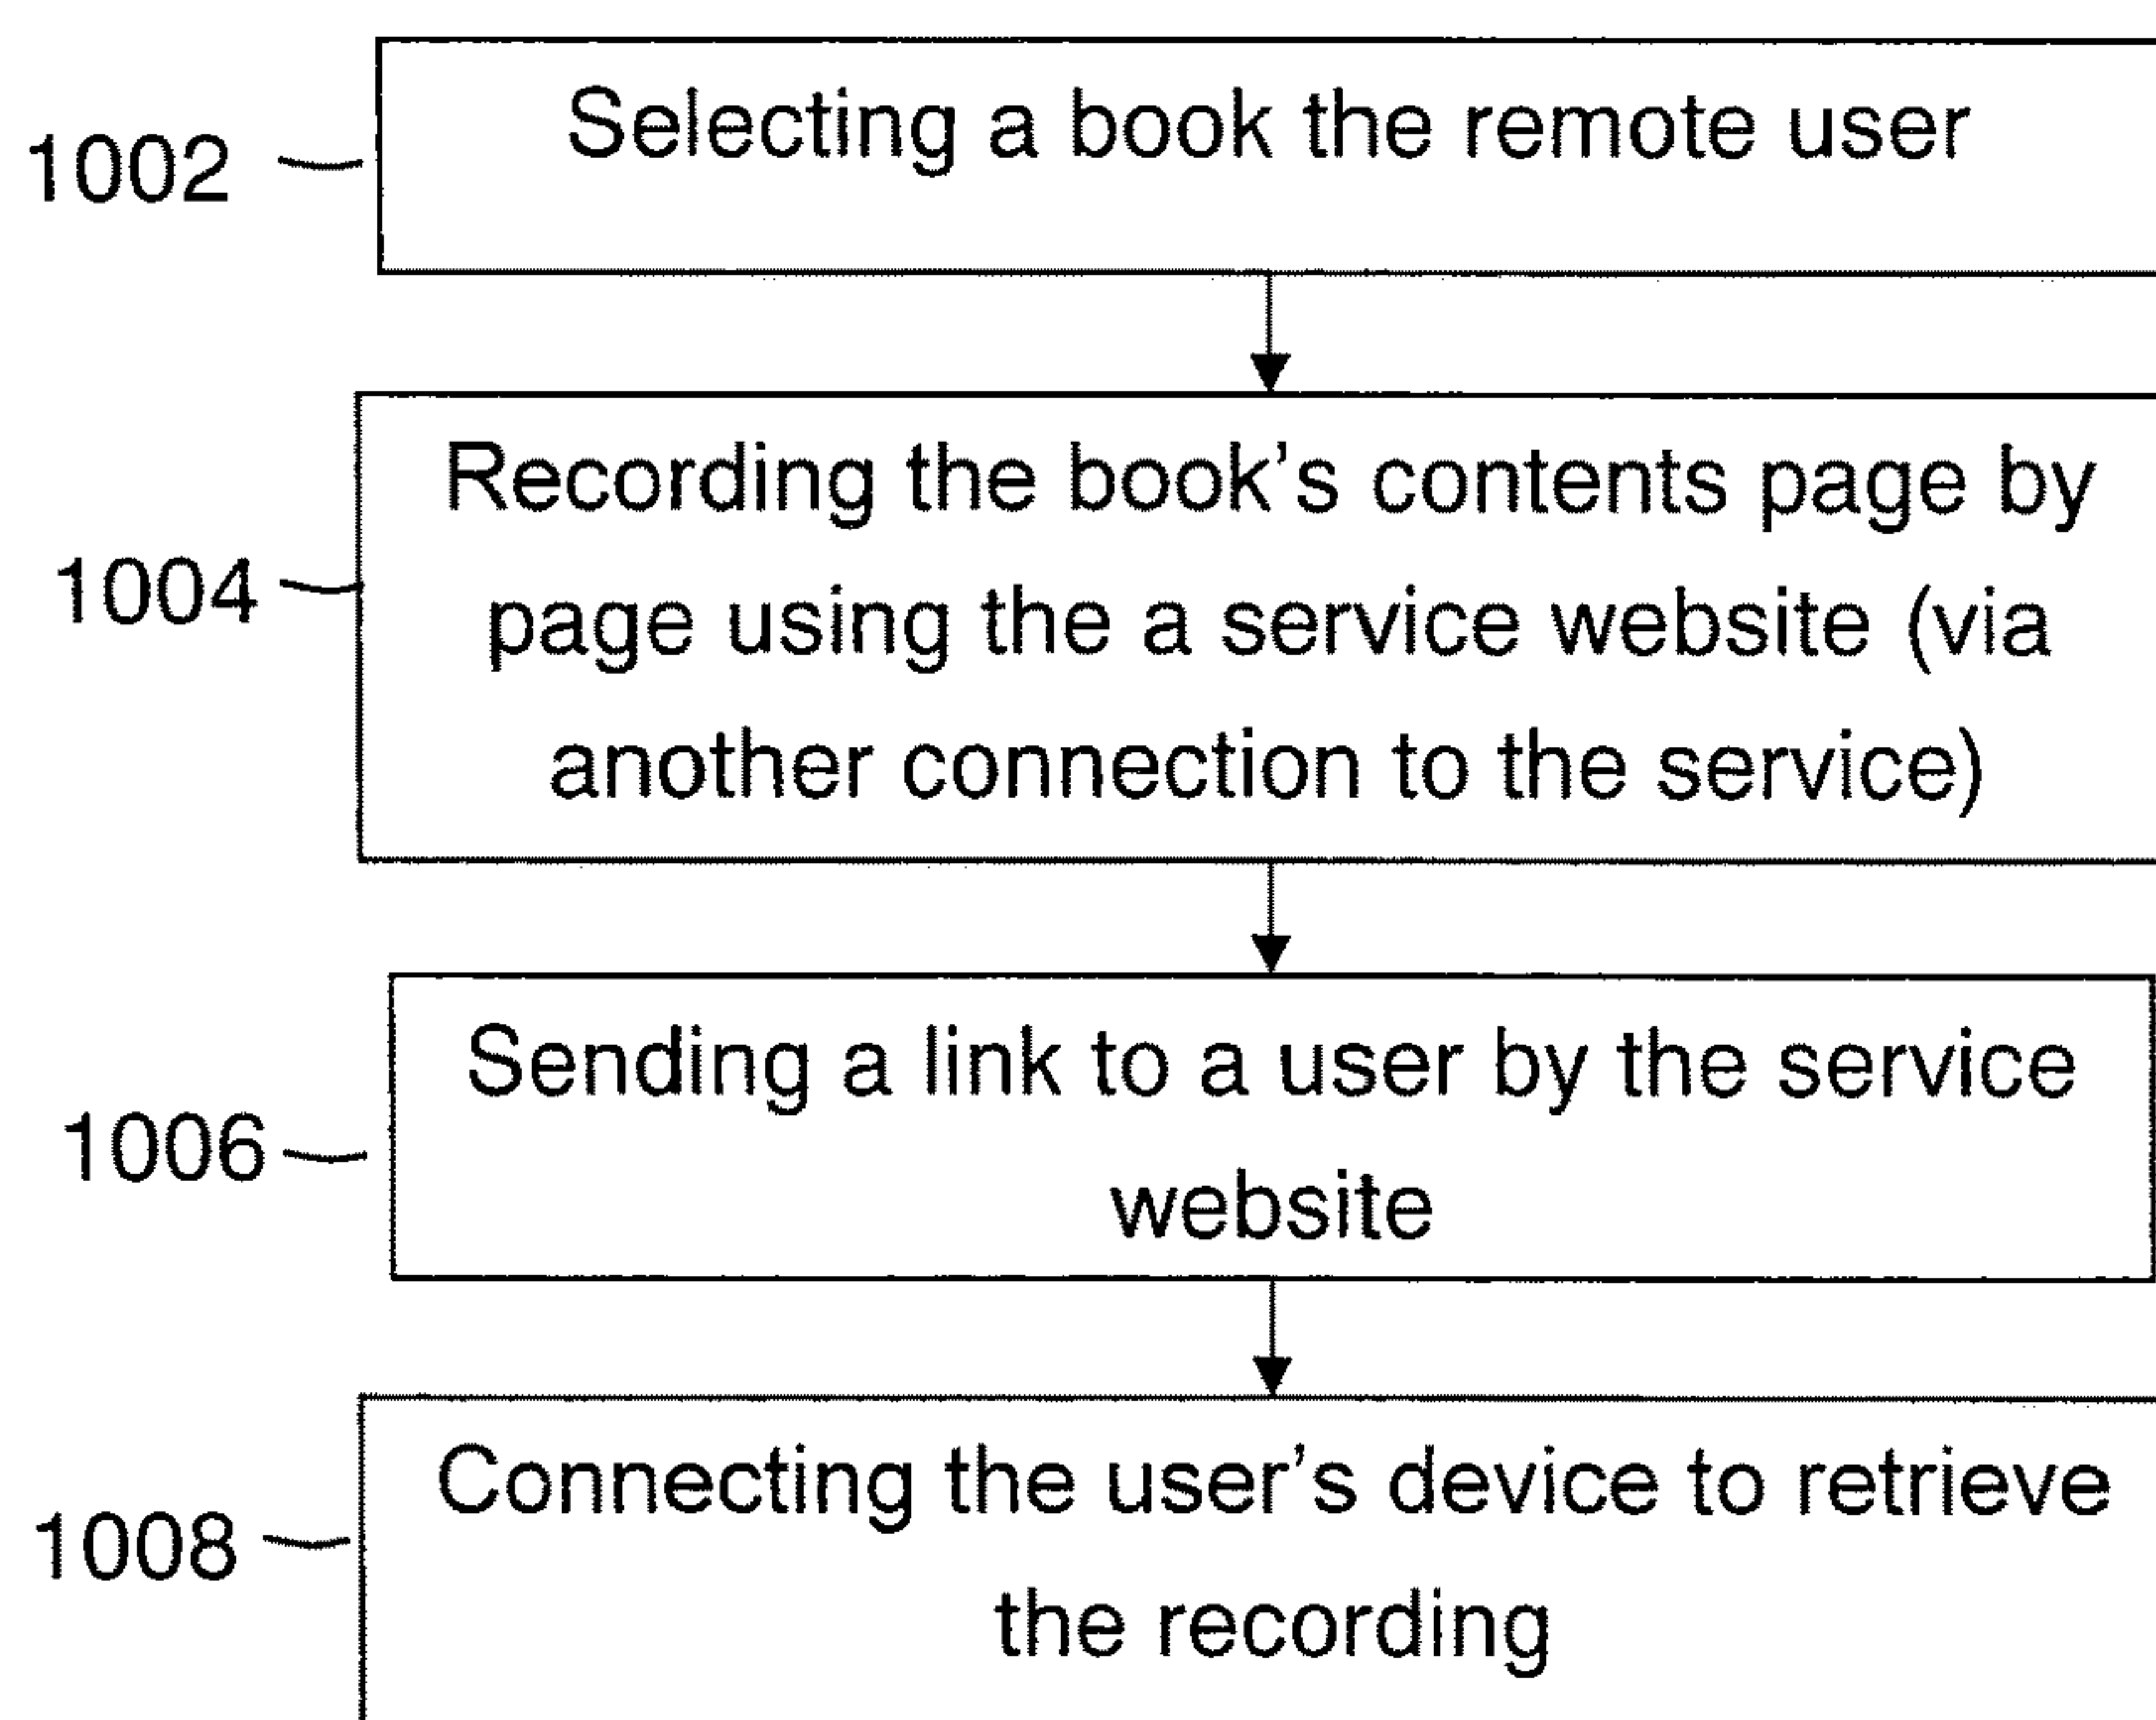 1002
Selecting a book the remote user
1004
Recording the book's contents page by
page using the a service website (via
another connection to the service)
1006
Sending a link to a user by the service
website
1008
Connecting the user's device to retrieve
the recording